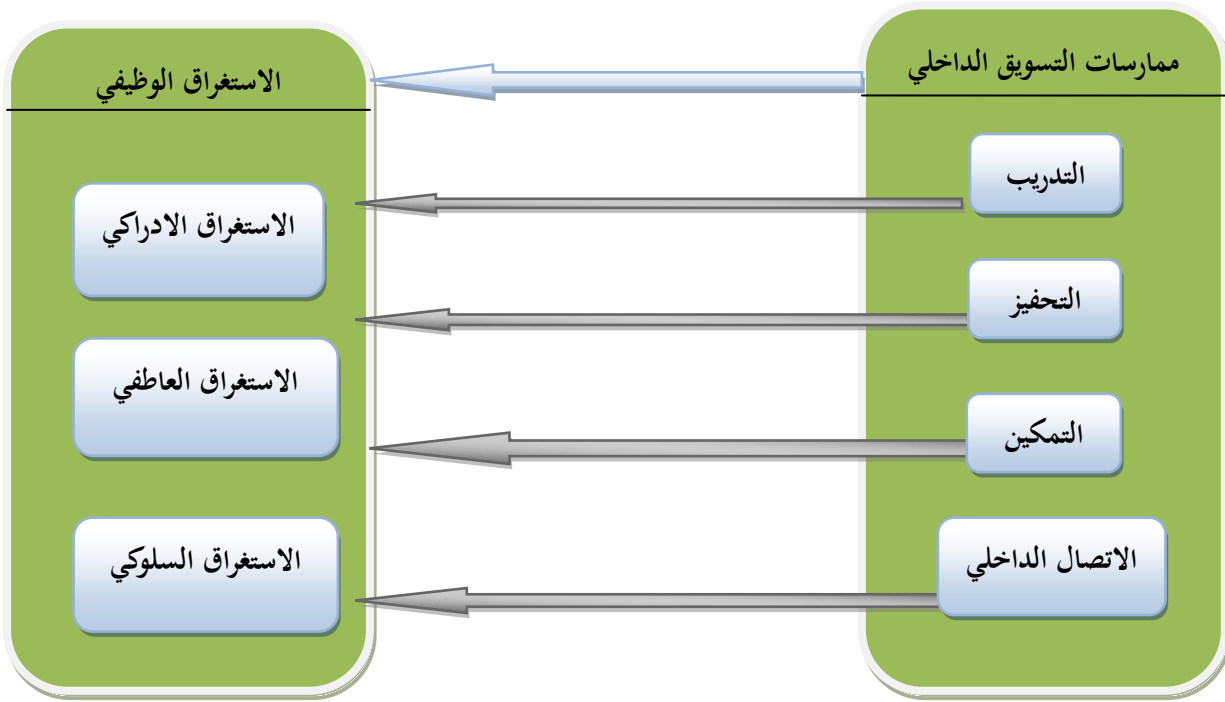 ممارسات التسويق الداخلي
التدريب
التحفيز
التمكين
الاتصال الداخلي
الاستغراق الوظيفي
الاستغراق الادراكي
الاستغراق العاطفي
الاستغراق السلوكي